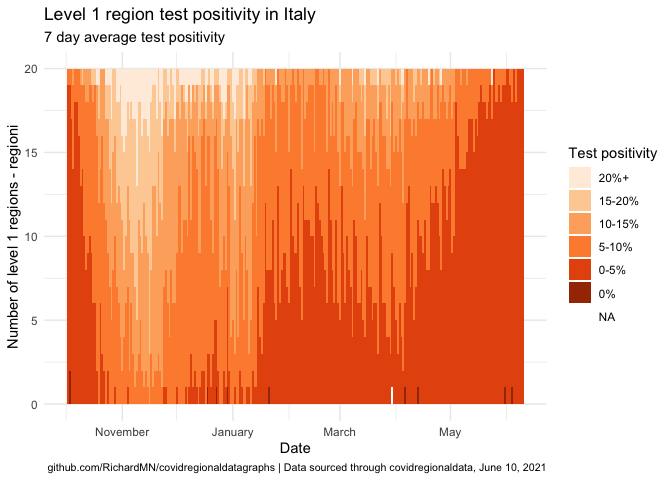 Level 1 region test positivity in Italy
7 day average test positivity
Number of level 1 regions - regioni
20
15
10
5
0
November
January
March
May
Date
Test positivity
20%+
15-20%
10-15%
5-10%
0-5%
0%
NA
github.com/RichardMN/covidregionaldatagraphs | Data sourced through covidregionaldata, June 10, 2021